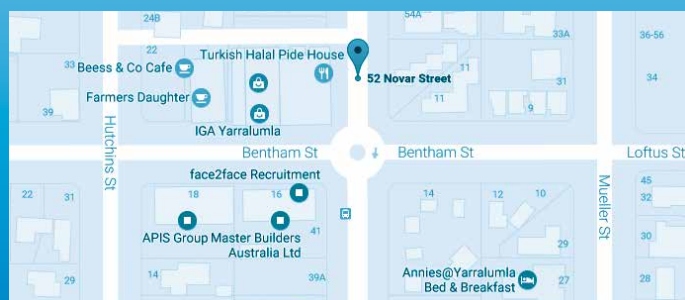 24B
54A
33A
36-56
22
Turkish Halal Pide House
Beess & Co Cafe
52 Novar Street
11
33
31
34
Farmers Daughter
11
9
39
IGA Yarralumla
Hutchins St
Bentham St
Bentham St
Loftus St
face2face Recruitment
Mueller St
45
22
31
18
16
14
12
10
32
APIS Group
Master Builders
Australia Ltd
41
29
30
14
39A
29
Annies@Yarralumla
Bed & Breakfast
27
28